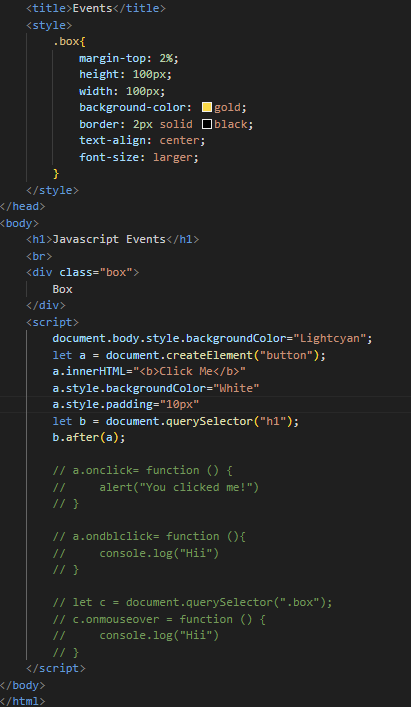 <title>Events</title>
<style>
.box{
margin-top: 2%;
height: 100px;
width: 100px;
background-color: gold;
border: 2px solid black;
text-align: center;
font-size: larger;
}
</style>
</head>
<body>
<h1>Javascript Events</h1>
<br>
<div class="box">
Box
</div>
<script>
document.body.style.backgroundColor="Lightcyan";
let a = document.createElement("button");
a.innerHTML="<b>Click Me</b>"
a.style.backgroundColor="White"
a.style.padding="10px"
let b = document.querySelector("h1");
b.after(a);
// a.onclick= function () {
//     alert("You clicked me!")
// }
// a.ondblclick= function (){
//     console.log("Hii")
// }
// let c = document.querySelector(".box");
// c.onmouseover = function () {
//     console.log("Hii")
// }
</script>
</body>
</html>